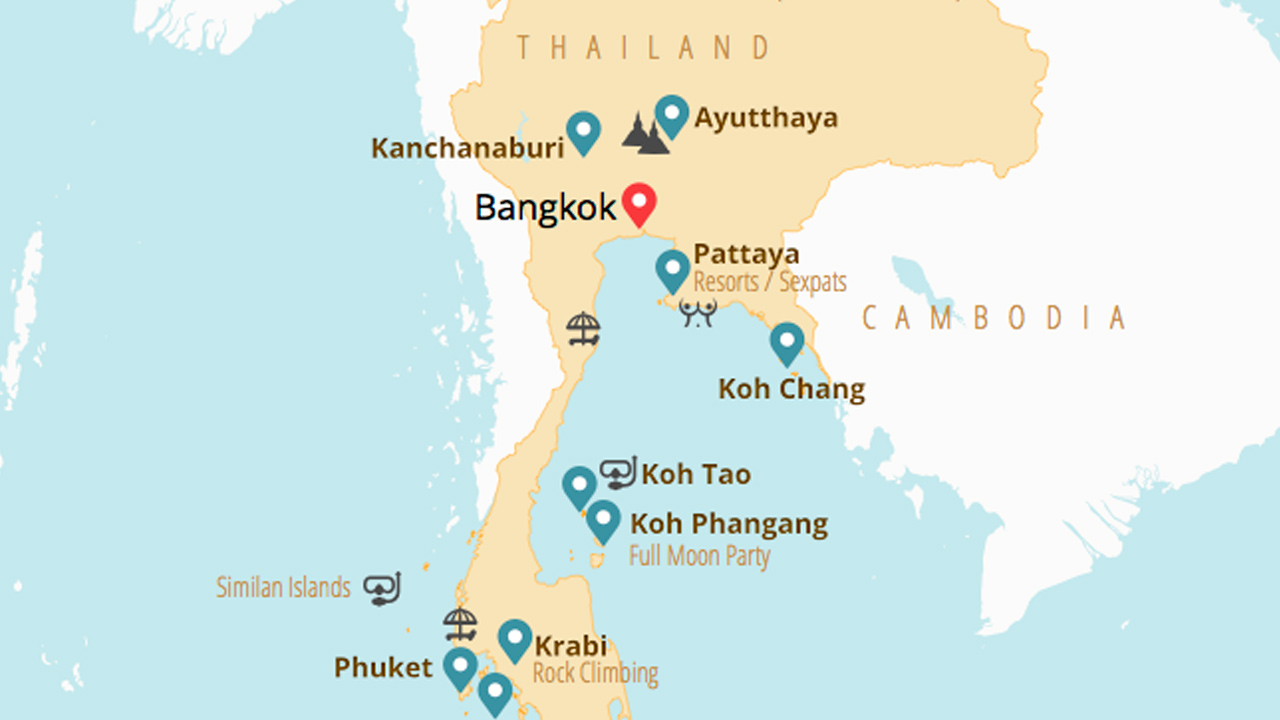 THAILAND
Ayutthaya
Kanchanaburi
Bangkok
Pattaya
Resorts / Sexpats
CAMBODIA
Koh Chang
Koh Tao
Koh Phangang
Full Moon Party
Similan Islands
Krabi
Phuket
Rock Climbing